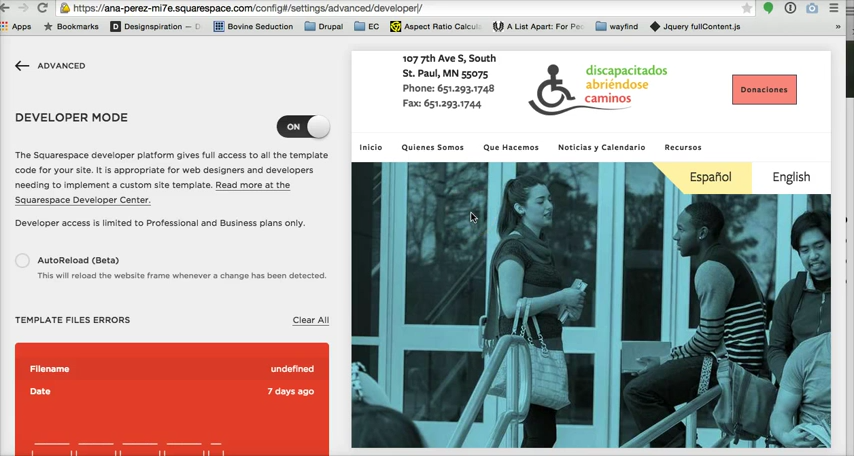 https://ana-perez-mi7e.squarespace.com/config#/settings/advanced/developer|/
Apps
Bookmarks
Designspiration — D
Bovine Seduction
Drupal
EC
Aspect Ratio Calcula
A List Apart: For Peo
wayfind
Jquery fullContent.js
ADVANCED
DEVELOPER MODE
ON
The Squarespace developer platform gives full access to all the template
code for your site. It is appropriate for web designers and developers
needing to implement a custom site template. Read more at the
Squarespace Developer Center.
Developer access is limited to Professional and Business plans only.
AutoReload (Beta)
This will reload the website frame whenever a change has been detected.
TEMPLATE FILES ERRORS
Clear All
Filename
undefined
Date
7 days ago
107 7th Ave S, South
St. Paul, MN 55075
Phone: 651.293.1748
Fax: 651.293.1744
discapacitados
abriéndose
caminos
Donaciones
Inicio
Quienes Somos
Que Hacemos
Noticias y Calendario
Recursos
Español
English